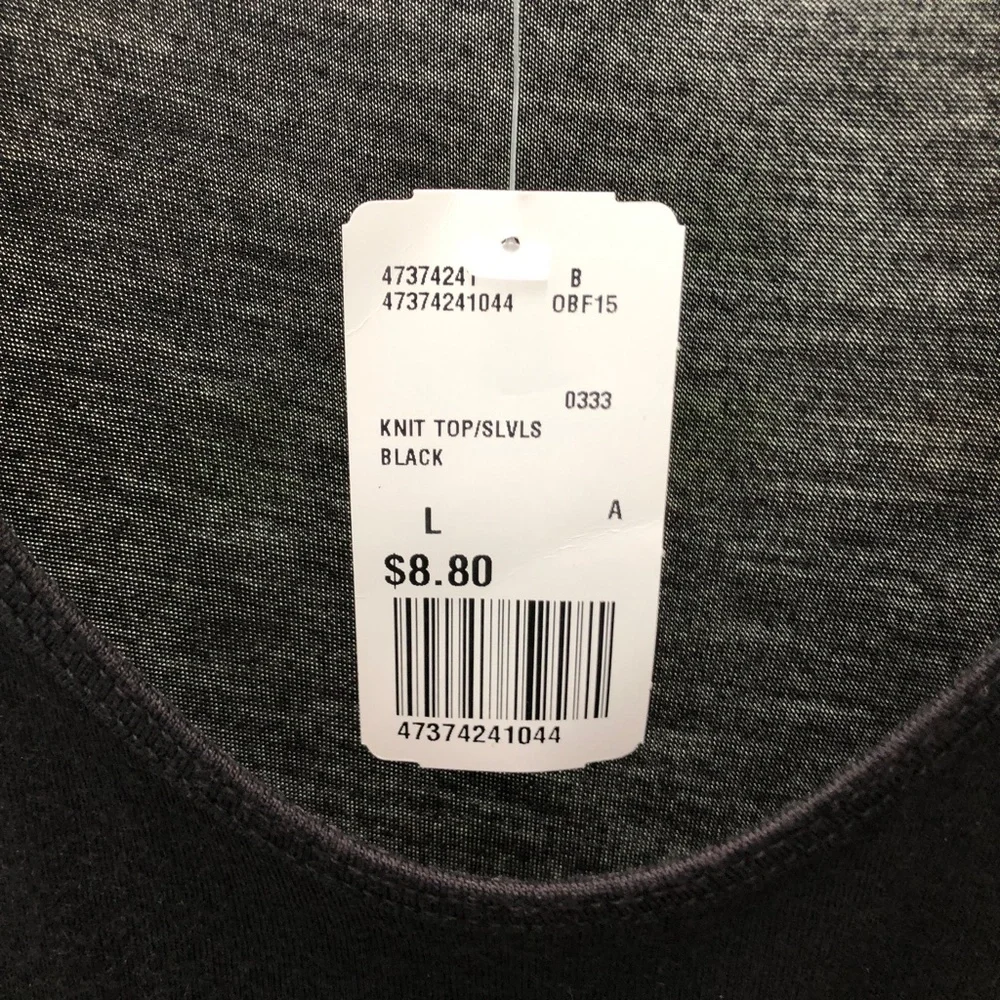 47374241 B
47374241044 OBF15
0333
KNIT TOP/SLVLS
BLACK
L A
$8.80
47374241044